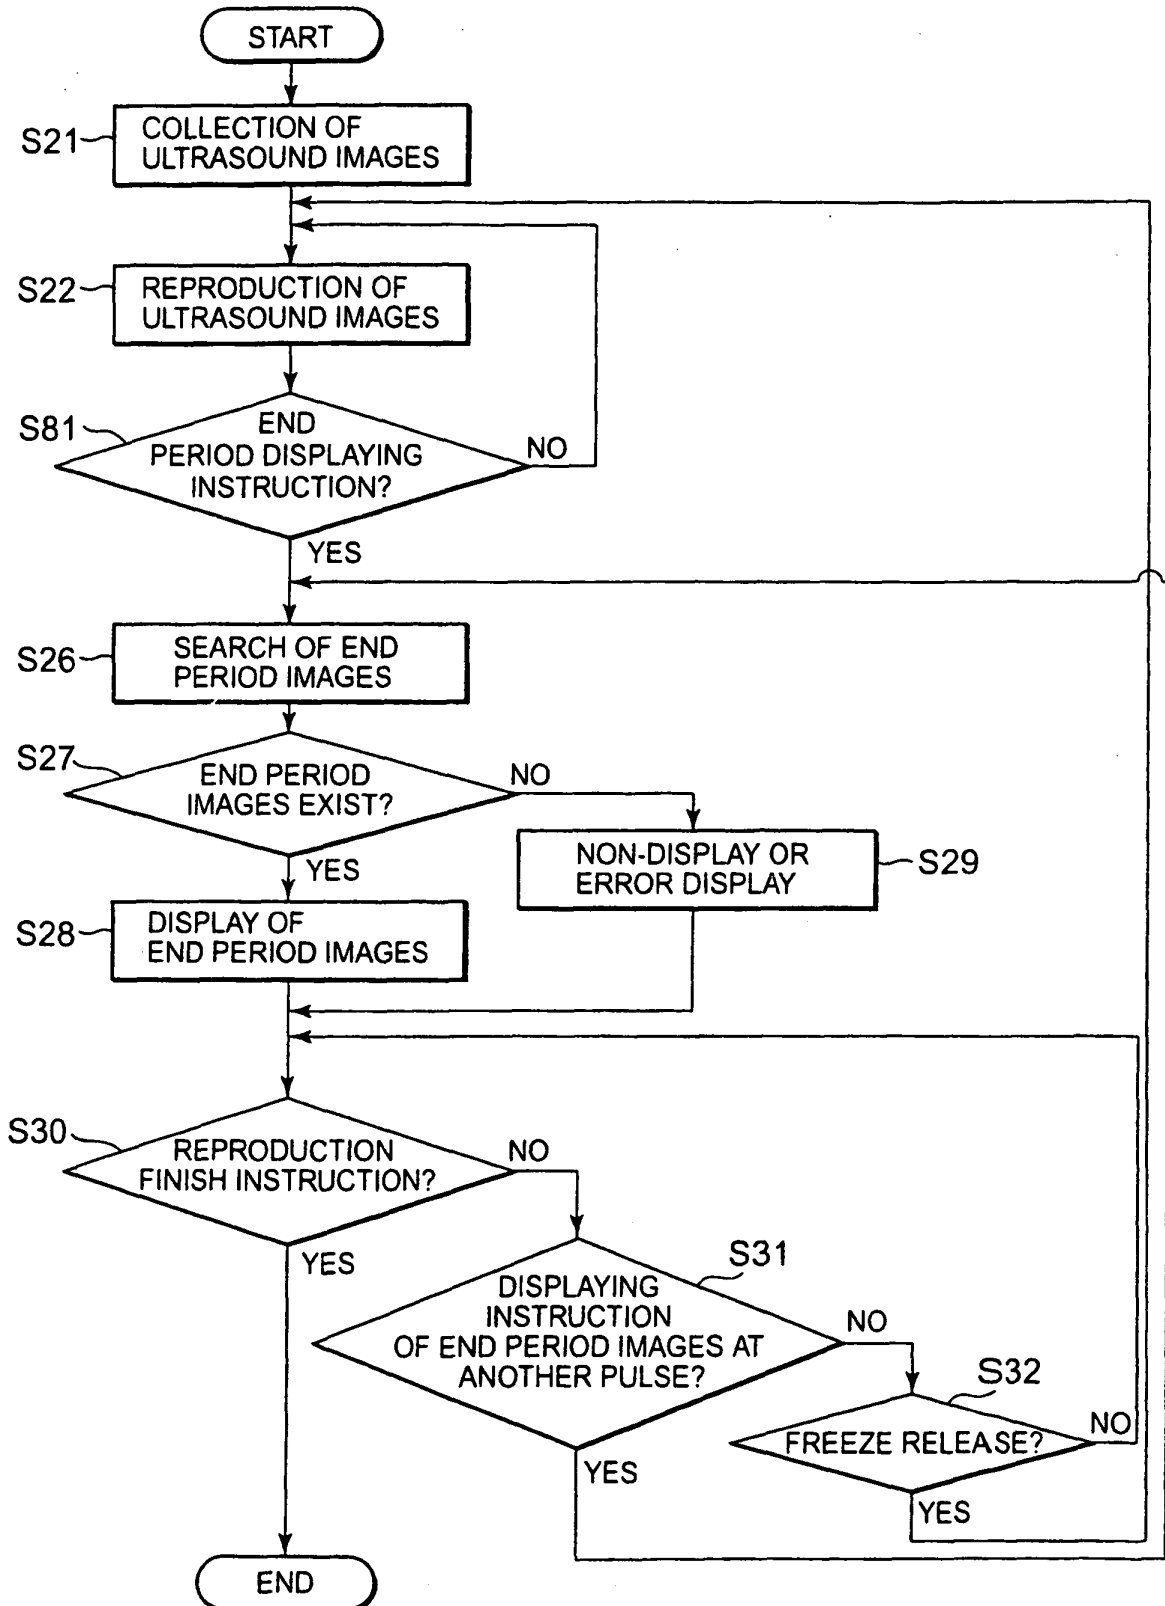 START
S21
COLLECTION OF
ULTRASOUND IMAGES
S22
REPRODUCTION OF
ULTRASOUND IMAGES
S81
END
PERIOD DISPLAYING
INSTRUCTION?
NO
YES
S26
SEARCH OF END
PERIOD IMAGES
S27
END PERIOD
IMAGES EXIST?
NO
YES
NON-DISPLAY OR
ERROR DISPLAY
S29
S28
DISPLAY OF
END PERIOD IMAGES
S30
REPRODUCTION
FINISH INSTRUCTION?
NO
YES
S31
DISPLAYING
INSTRUCTION
OF END PERIOD IMAGES AT
ANOTHER PULSE?
NO
YES
S32
FREEZE RELEASE?
NO
YES
END